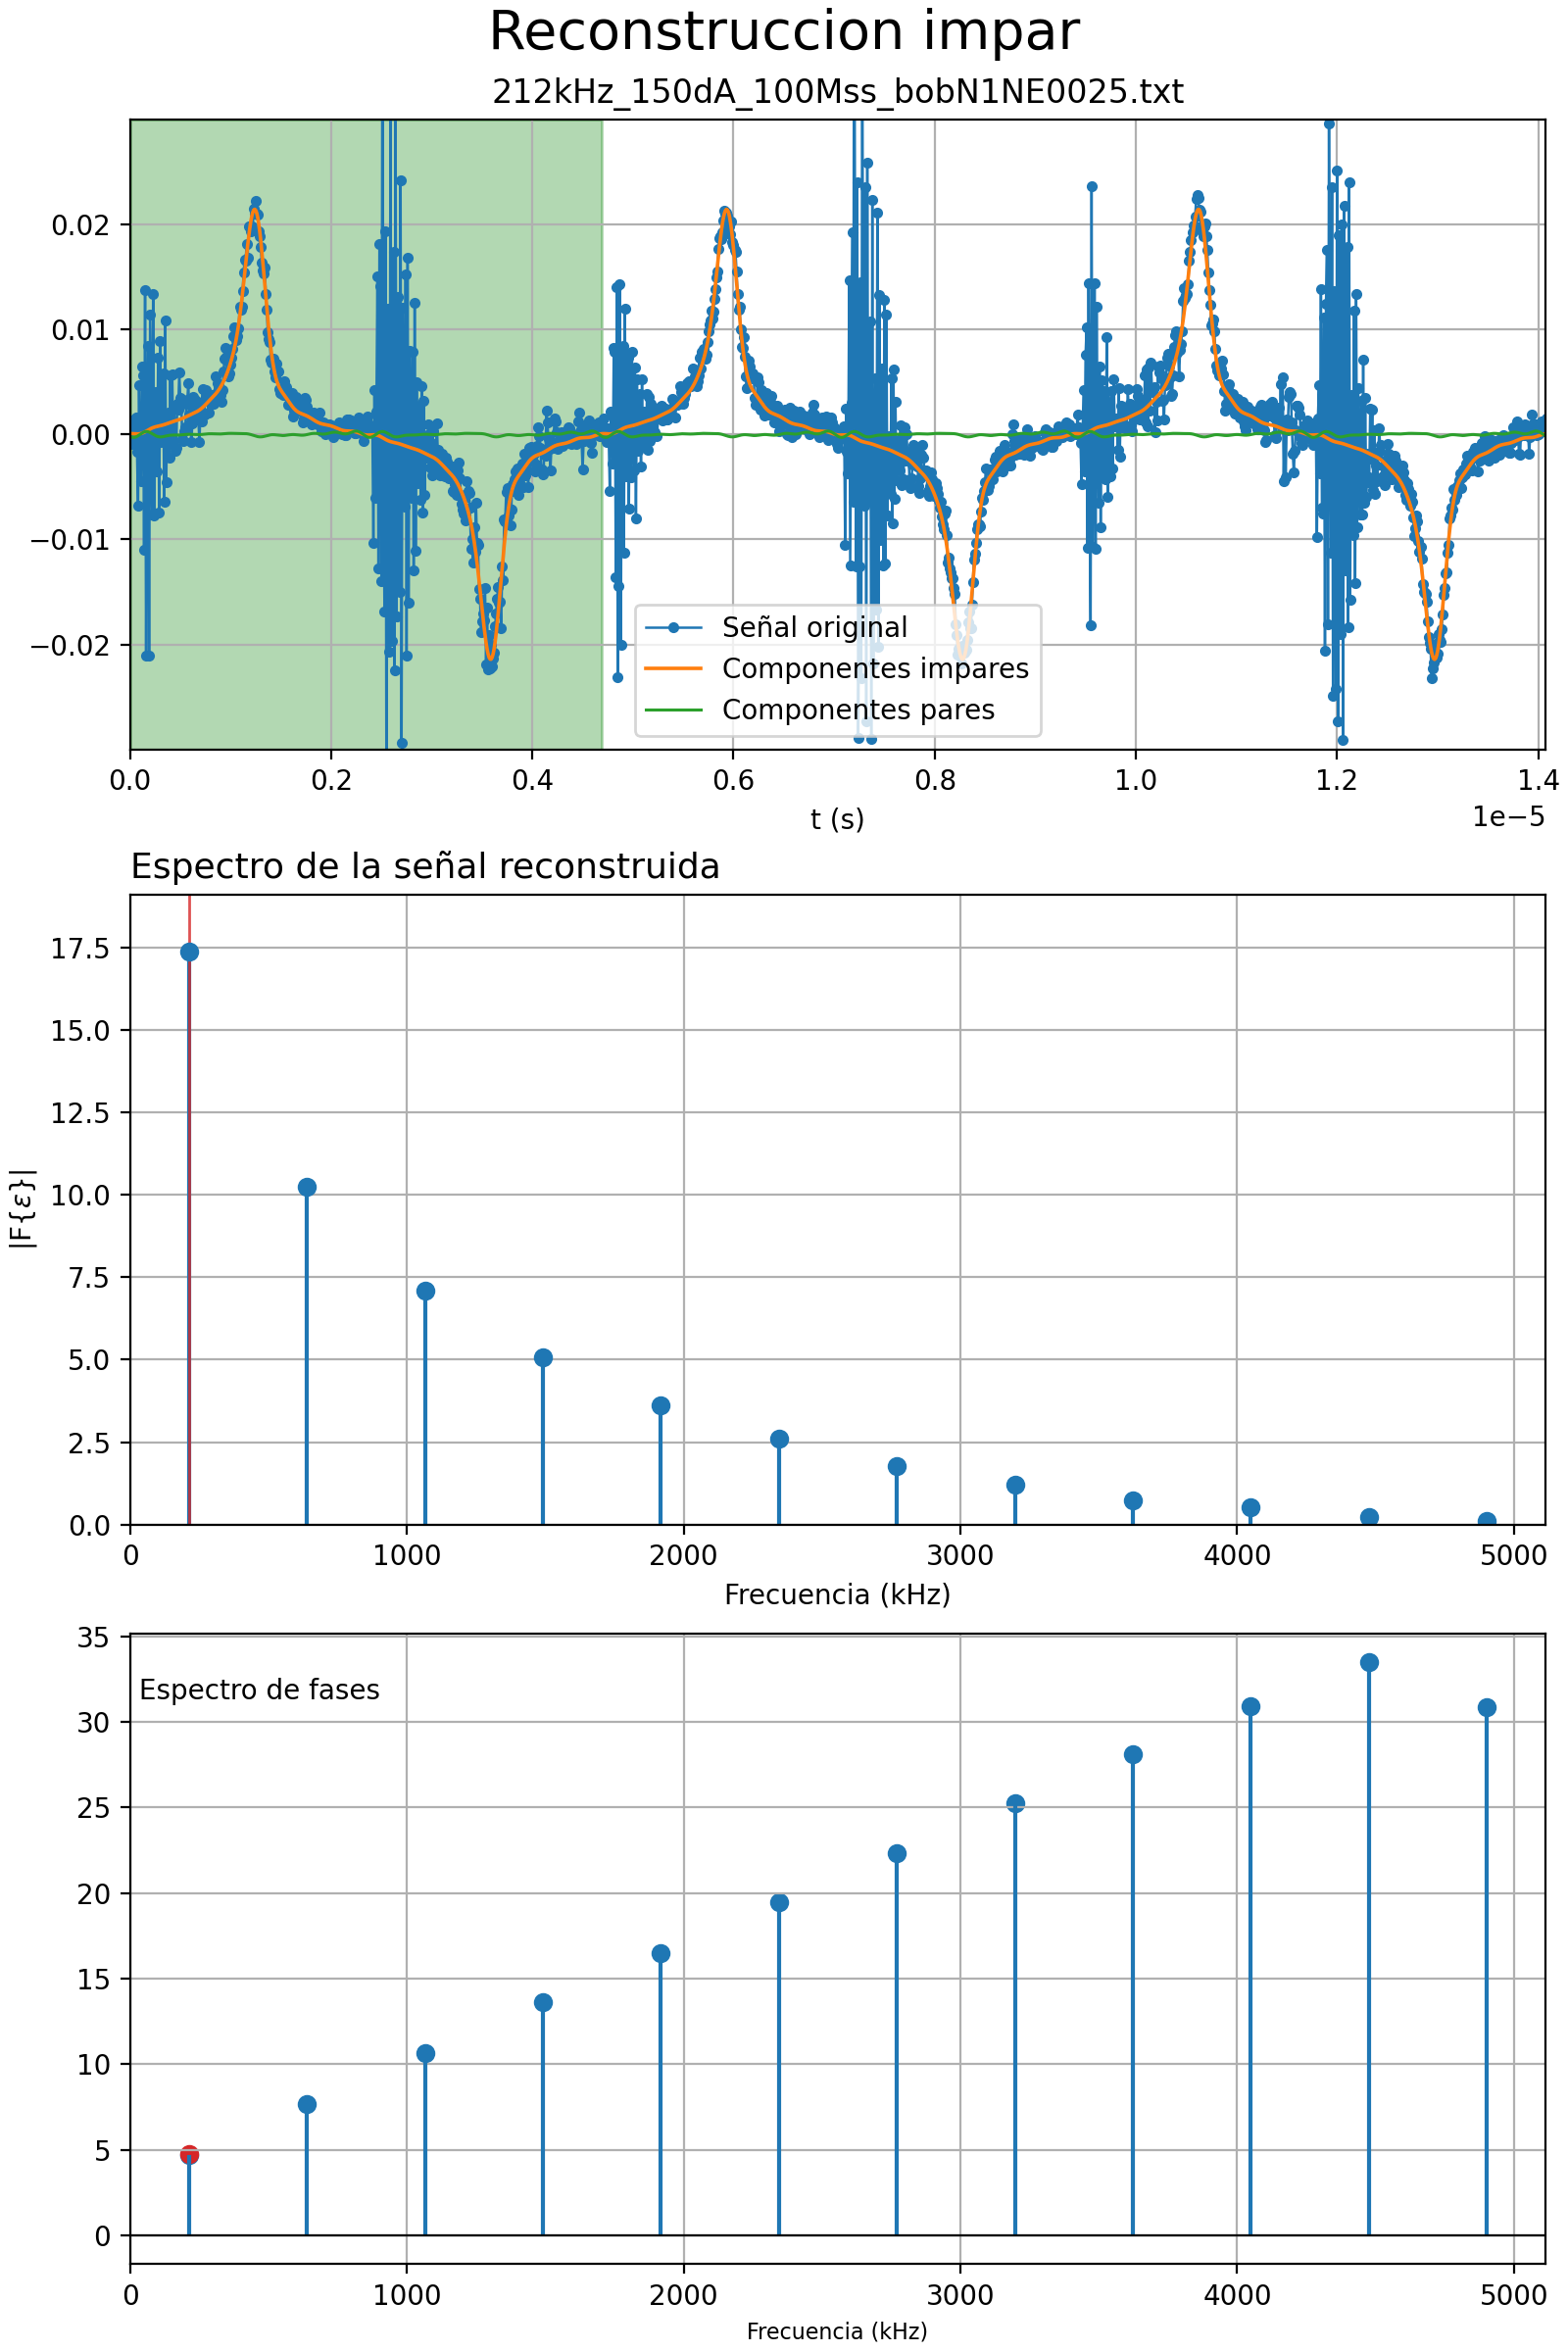 Reconstruccion impar
212kHz_150dA_100Mss_bobN1NE0025.txt
0.02
0.01
0.00
−0.01
−0.02
Señal original
Componentes impares
Componentes pares
0.0 0.2 0.4 0.6 0.8 1.0 1.2 1.4
t (s)
1e−5
Espectro de la señal reconstruida
17.5
15.0
12.5
10.0
7.5
5.0
2.5
0.0
|F{ε}|
0 1000 2000 3000 4000 5000
Frecuencia (kHz)
35
Espectro de fases
30
25
20
15
10
5
0
0 1000 2000 3000 4000 5000
Frecuencia (kHz)